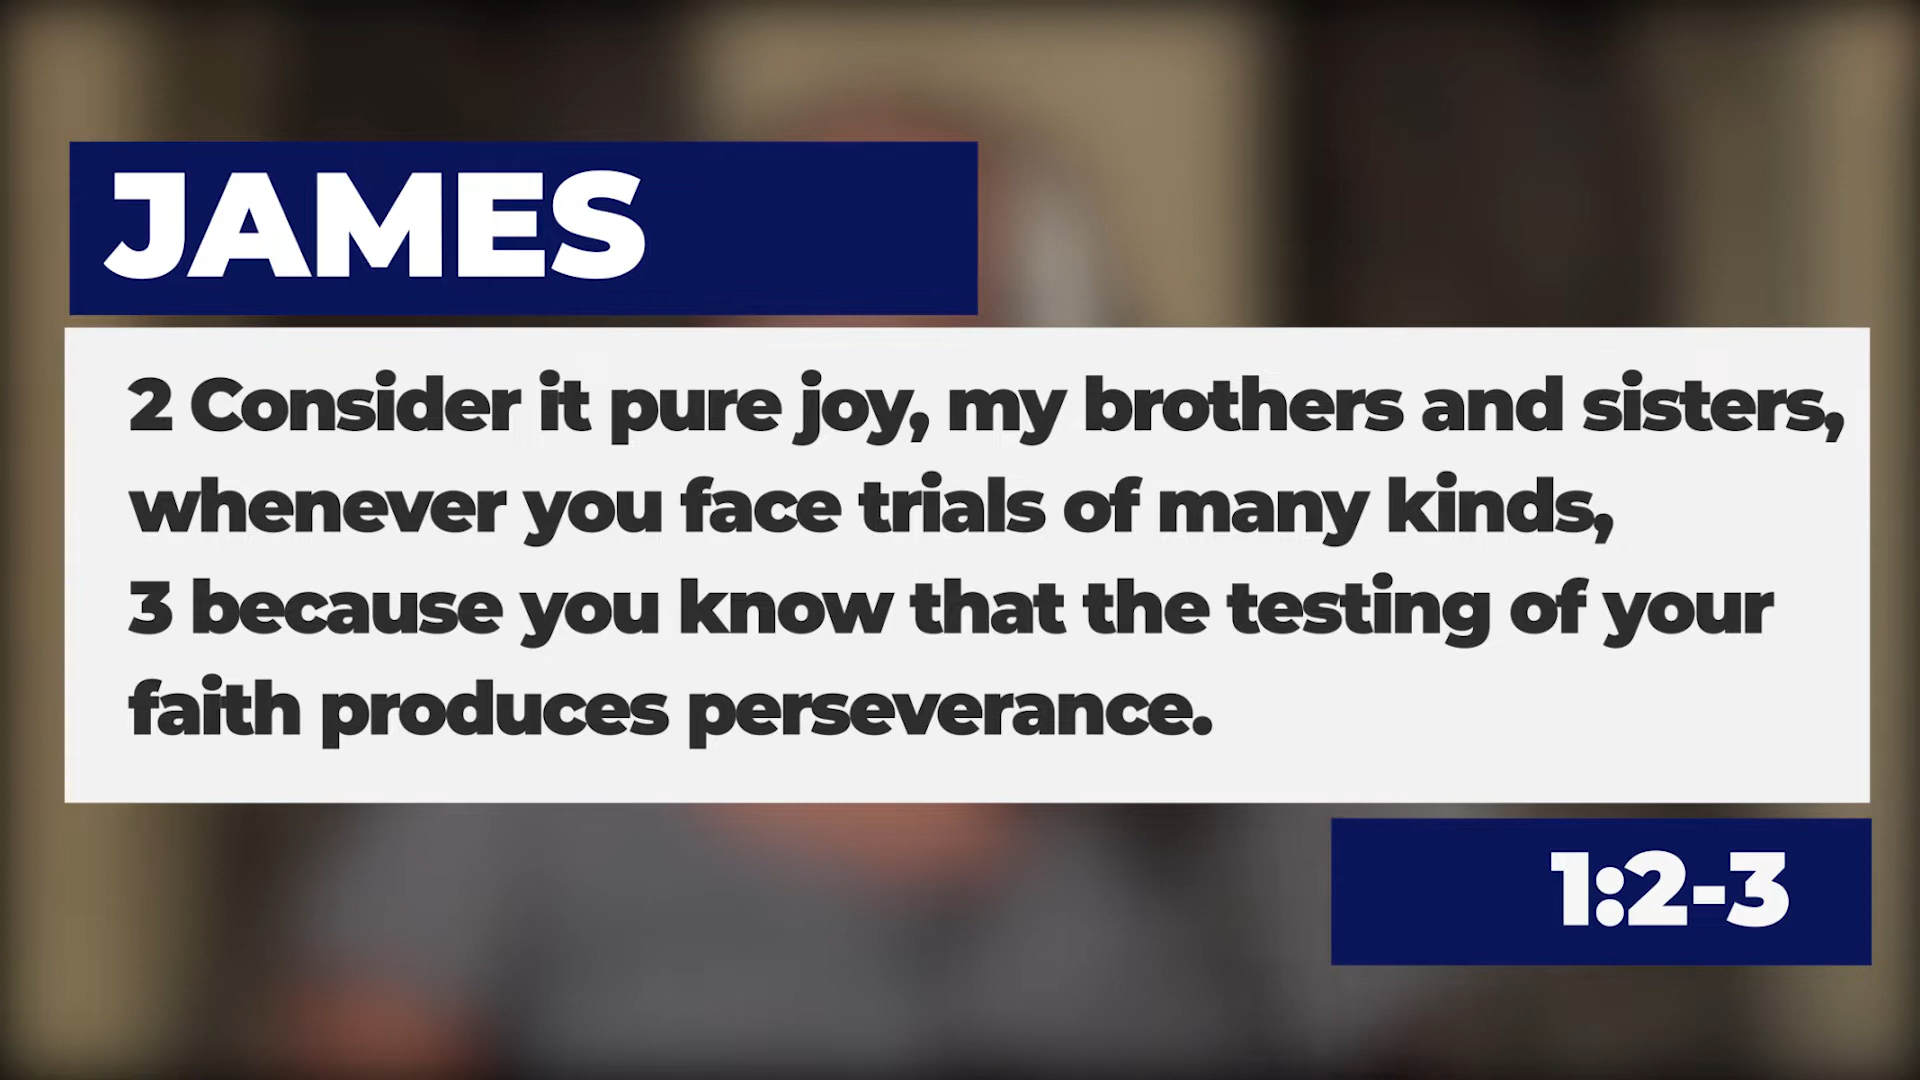 JAMES
2 Consider it pure joy, my brothers and sisters,
whenever you face trials of many kinds,
3 because you know that the testing of your
faith produces perseverance.
1:2-3